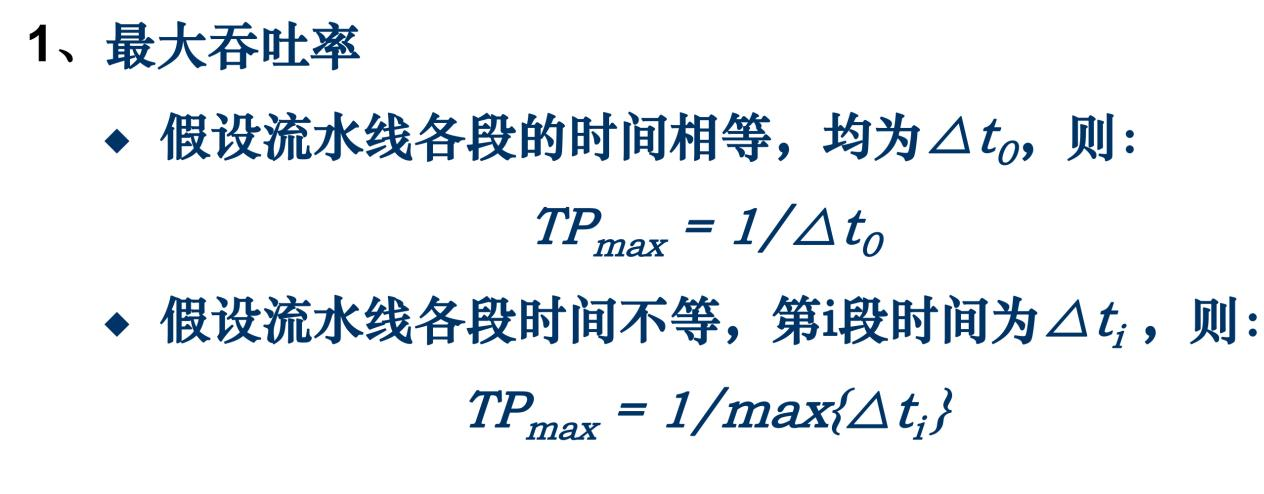 1、最大吞吐率
◆ 假设流水线各段的时间相等，均为△t₀，则：
TPmax = 1/△t₀
◆ 假设流水线各段时间不等，第i段时间为△tᵢ，则：
TPmax = 1/max{△tᵢ}